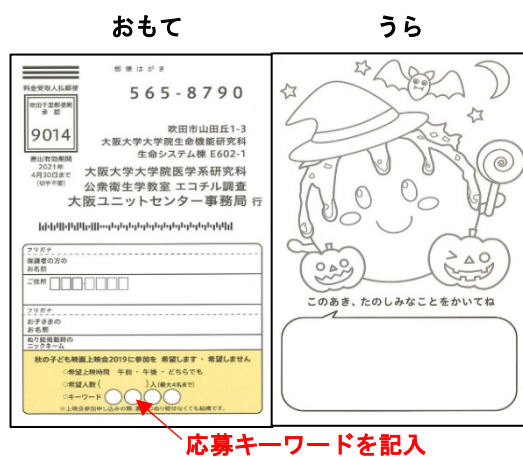 おもて
うら
郵便はがき
料金受取人払郵便
吹田千里郵便局
承認
9014
差出有効期間
2021年
4月30日まで
(切手不要)
565-8790
吹田市山田丘1-3
大阪大学大学院生命機能研究科
生命システム棟 E602-1
大阪大学大学院医学系研究科
公衆衛生学教室 エコチル調査
大阪ユニットセンター事務局 行
フリガナ
保護者の方の
お名前
ご住所
フリガナ
お子さまの
お名前
ぬり絵掲載時の
ニックネーム
秋の子ども映画上映会2019に参加を 希望します ・ 希望しません
○希望上映時間 午前 ・ 午後 ・ どちらでも
○希望人数( )人(最大4名まで)
○キーワード
このあき、たのしみなことをかいてね
応募キーワードを記入